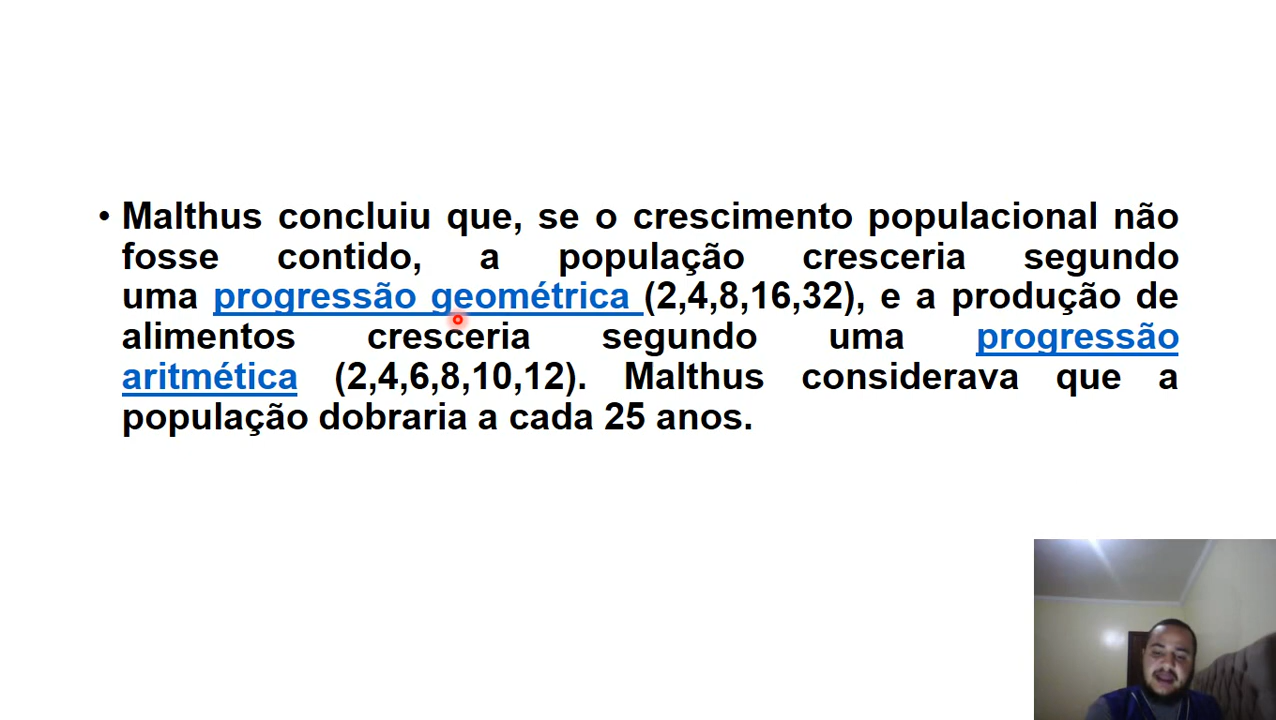 • Malthus concluiu que, se o crescimento populacional não
fosse contido, a população cresceria segundo
uma progressão geométrica (2,4,8,16,32), e a produção de
alimentos cresceria segundo uma progressão
aritmética (2,4,6,8,10,12). Malthus considerava que a
população dobraria a cada 25 anos.